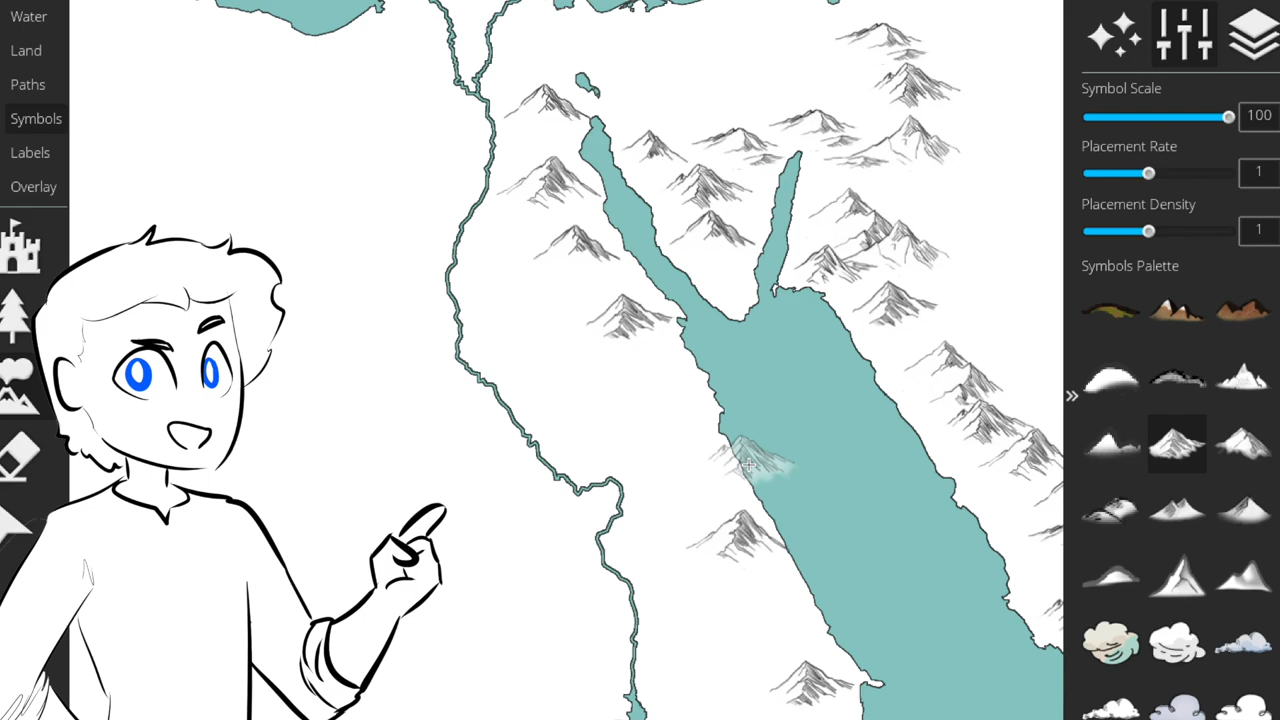 Water
Land
Paths
Symbols
Labels
Overlay
Symbol Scale
100
Placement Rate
1
Placement Density
1
Symbols Palette